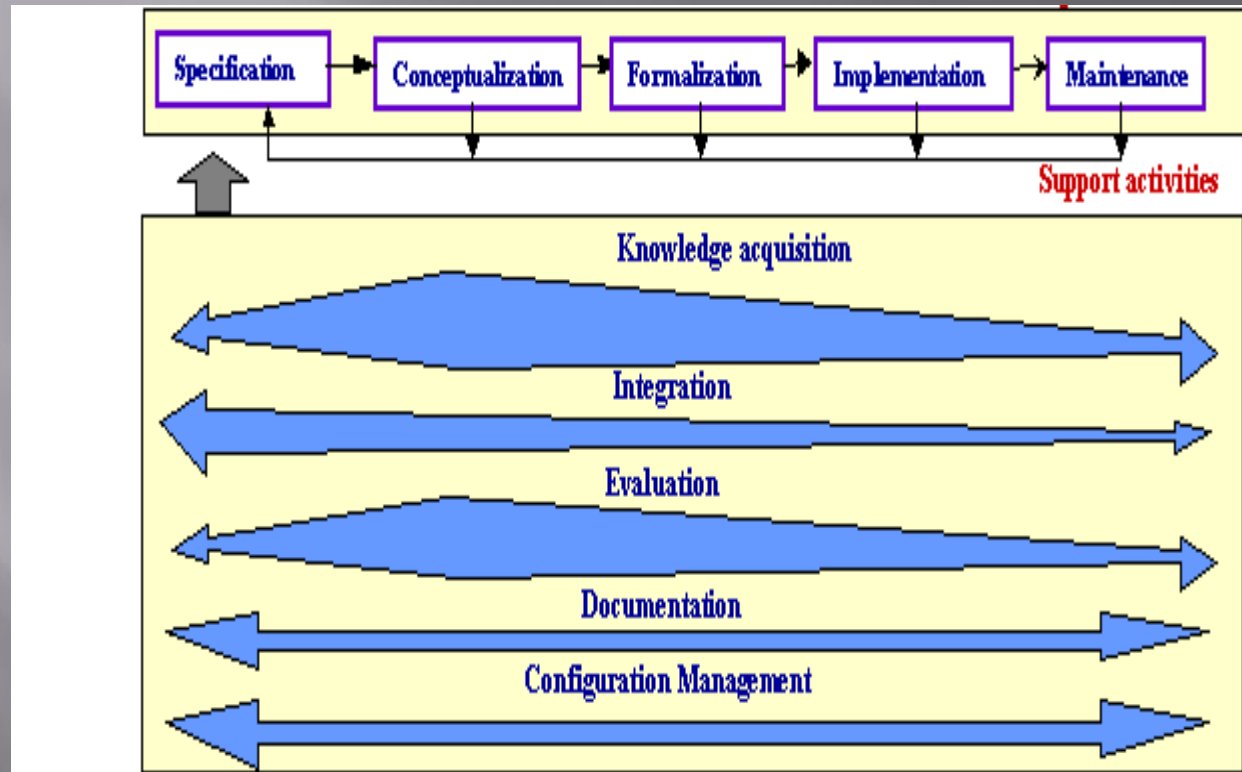 Specification
Conceptualization
Formalization
Implementation
Maintenance
Support activities
Knowledge acquisition
Integration
Evaluation
Documentation
Configuration Management